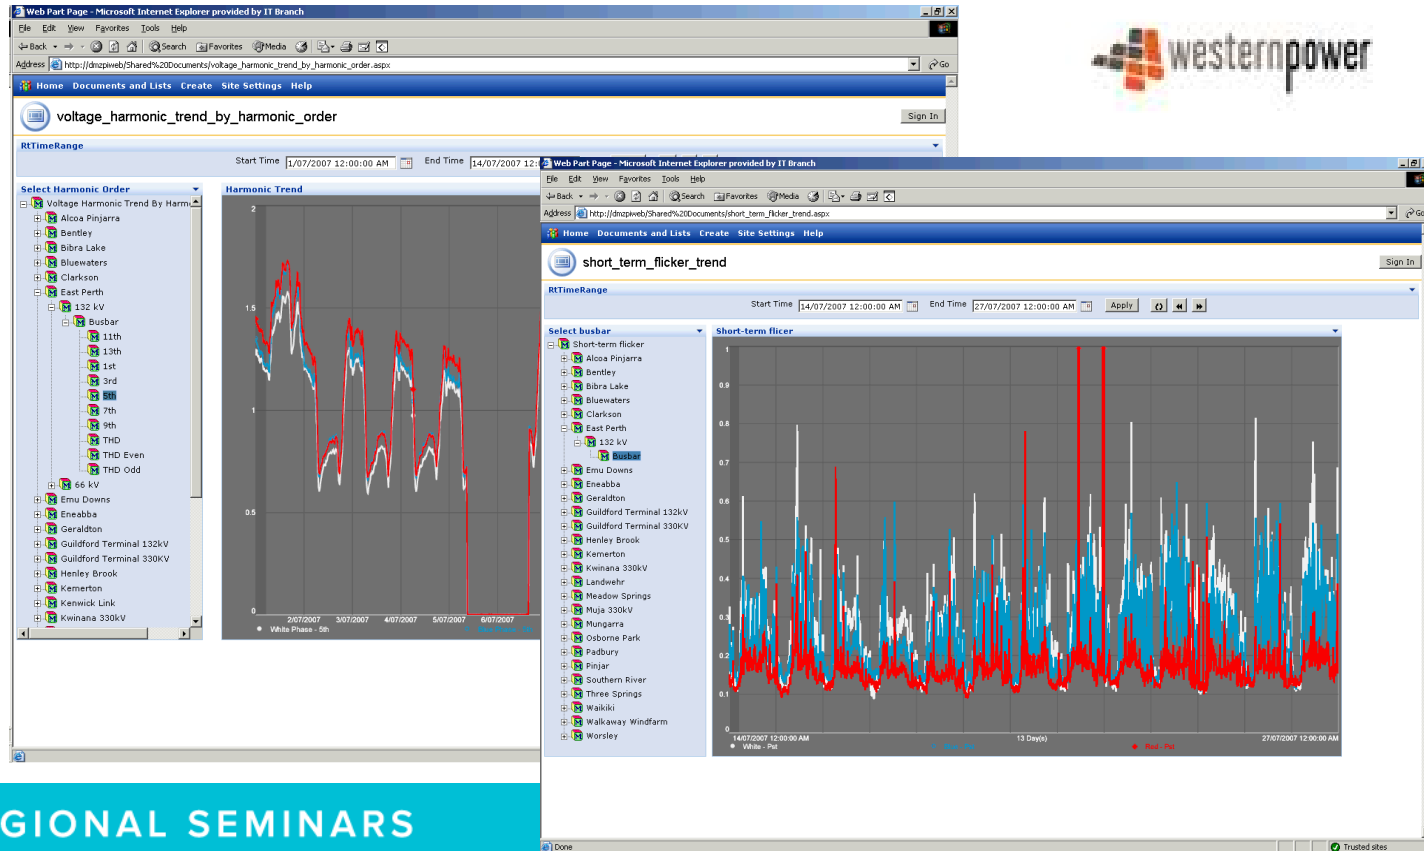 Web Part Page - Microsoft Internet Explorer provided by IT Branch
File Edit View Favorites Tools Help
Back Search Favorites Media
Address http://dmzpiweb/Shared%20Documents/voltage_harmonic_trend_by_harmonic_order.aspx Go
Home Documents and Lists Create Site Settings Help
voltage_harmonic_trend_by_harmonic_order Sign In
RtTimeRange
Start Time 1/07/2007 12:00:00 AM End Time 14/07/2007 12:
Select Harmonic Order
Voltage Harmonic Trend By Harm
Alcoa Pinjarra
Bentley
Bibra Lake
Bluewaters
Clarkson
East Perth
132 kV
Busbar
11th
13th
1st
3rd
5th
7th
9th
THD
THD Even
THD Odd
66 kV
Emu Downs
Eneabba
Geraldton
Guildford Terminal 132kV
Guildford Terminal 330KV
Henley Brook
Kemerton
Kenwick Link
Kwinana 330kV
Harmonic Trend
2
1.5
1
0.5
0
2/07/2007 3/07/2007 4/07/2007 5/07/2007 6/07/2007
White Phase - 5th
westernpower
Web Part Page - Microsoft Internet Explorer provided by IT Branch
File Edit View Favorites Tools Help
Back Search Favorites Media
Address http://dmzpiweb/Shared%20Documents/short_term_flicker_trend.aspx Go
Home Documents and Lists Create Site Settings Help
short_term_flicker_trend Sign In
RtTimeRange
Start Time 14/07/2007 12:00:00 AM End Time 27/07/2007 12:00:00 AM Apply
Select busbar
Short-term flicker
Alcoa Pinjarra
Bentley
Bibra Lake
Bluewaters
Clarkson
East Perth
132 kV
Busbar
Emu Downs
Eneabba
Geraldton
Guildford Terminal 132kV
Guildford Terminal 330KV
Henley Brook
Kemerton
Kwinana 330kV
Landwehr
Meadow Springs
Muja 330kV
Mungarra
Osborne Park
Padbury
Pinjar
Southern River
Three Springs
Waikiki
Walkaway Windfarm
Worsley
Short-term flicer
1
0.9
0.8
0.7
0.6
0.5
0.4
0.3
0.2
0.1
0
14/07/2007 12:00:00 AM 13 Day(s) 27/07/2007 12:00:00 AM
White - Pst Red - Pst
Done Trusted sites
GIONAL SEMINARS